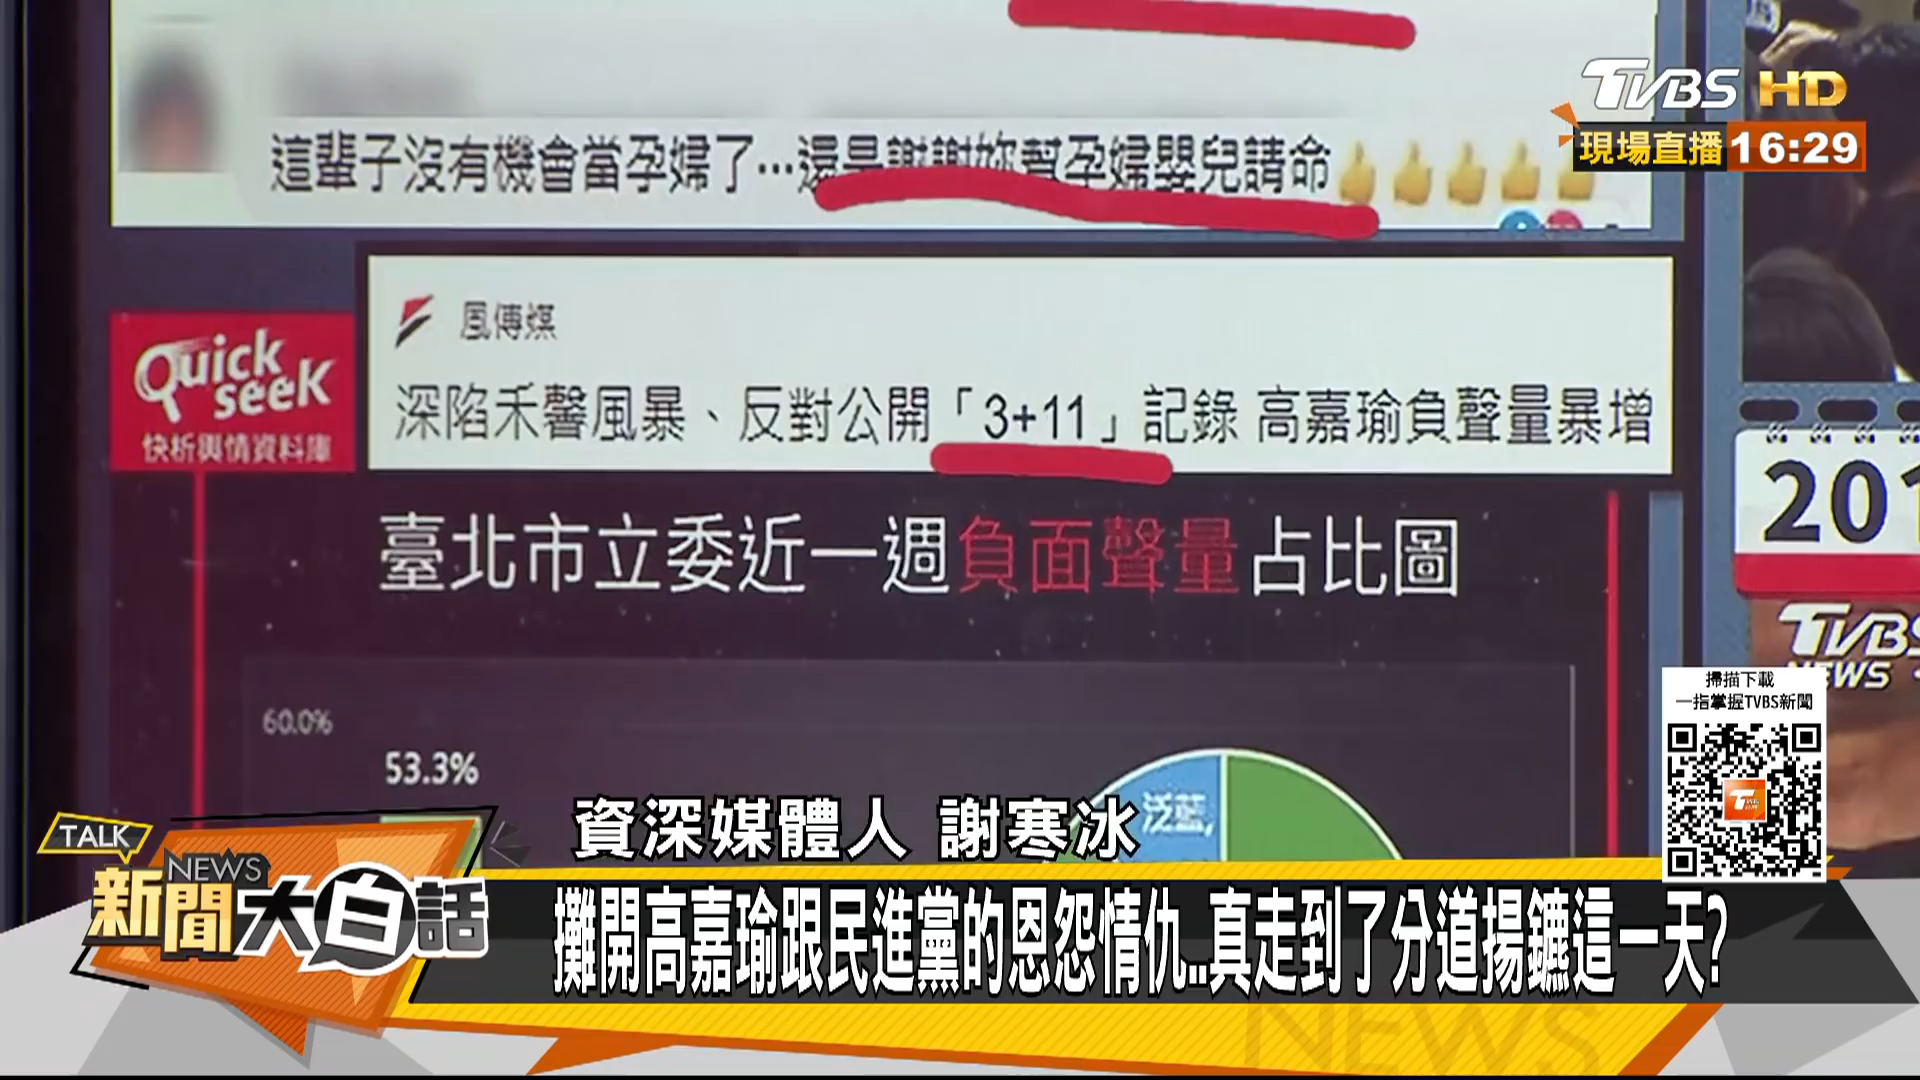 TVBS HD
現場直播 16:29
這輩子沒有機會當孕婦了…還是謝謝妳幫孕婦嬰兒請命
風傳媒
Quick seek
快析輿情資料庫
深陷禾馨風暴、反對公開「3+11」記錄 高嘉瑜負聲量暴增
臺北市立委近一週負面聲量占比圖
60.0%
53.3%
泛藍,
201
TVBS
NEWS
掃描下載
一指掌握TVBS新聞
資深媒體人 謝寒冰
TALK
NEWS
新聞大白話
攤開高嘉瑜跟民進黨的恩怨情仇..真走到了分道揚鑣這一天?
NEWS